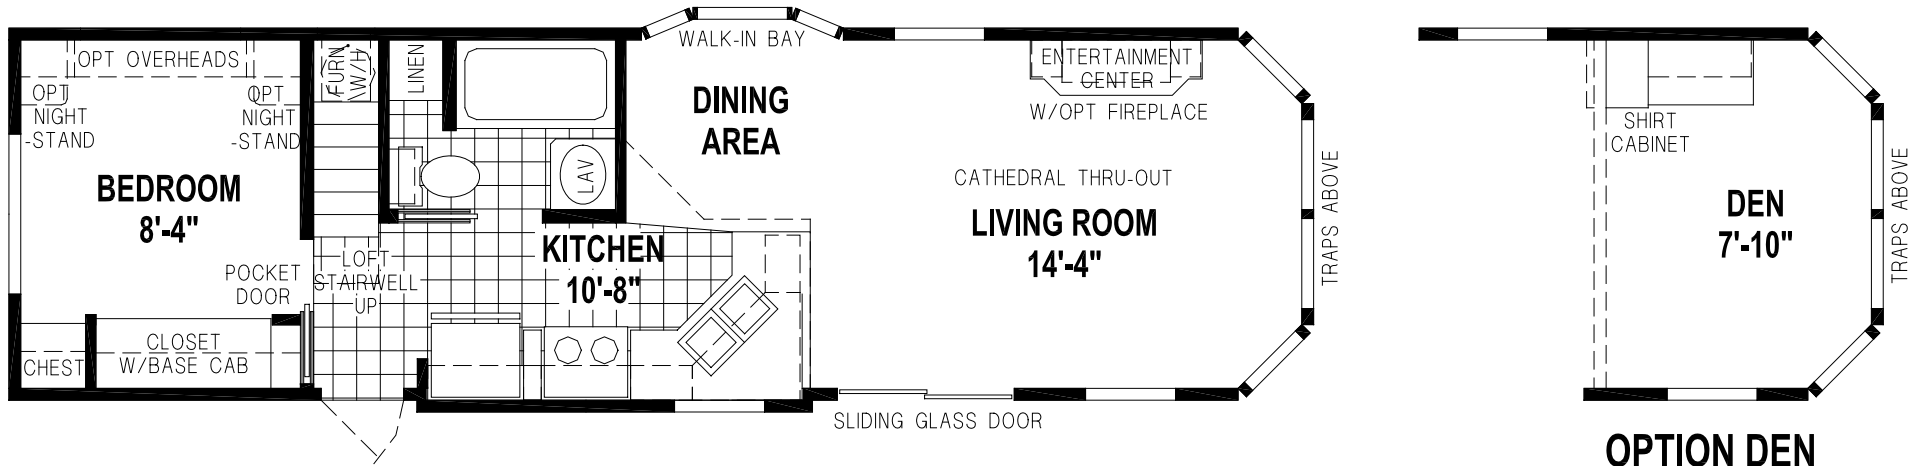 OPT OVERHEADS
OPT
NIGHT
-STAND
OPT
NIGHT
-STAND
BEDROOM
8'-4"
POCKET
DOOR
CHEST
CLOSET
W/BASE CAB
FURN.
W/H
LINEN
LAV
LOFT
STAIRWELL
UP
KITCHEN
10'-8"
WALK-IN BAY
DINING
AREA
ENTERTAINMENT
CENTER
W/OPT FIREPLACE
CATHEDRAL THRU-OUT
LIVING ROOM
14'-4"
TRAPS ABOVE
SLIDING GLASS DOOR
SHIRT
CABINET
DEN
7'-10"
TRAPS ABOVE
OPTION DEN